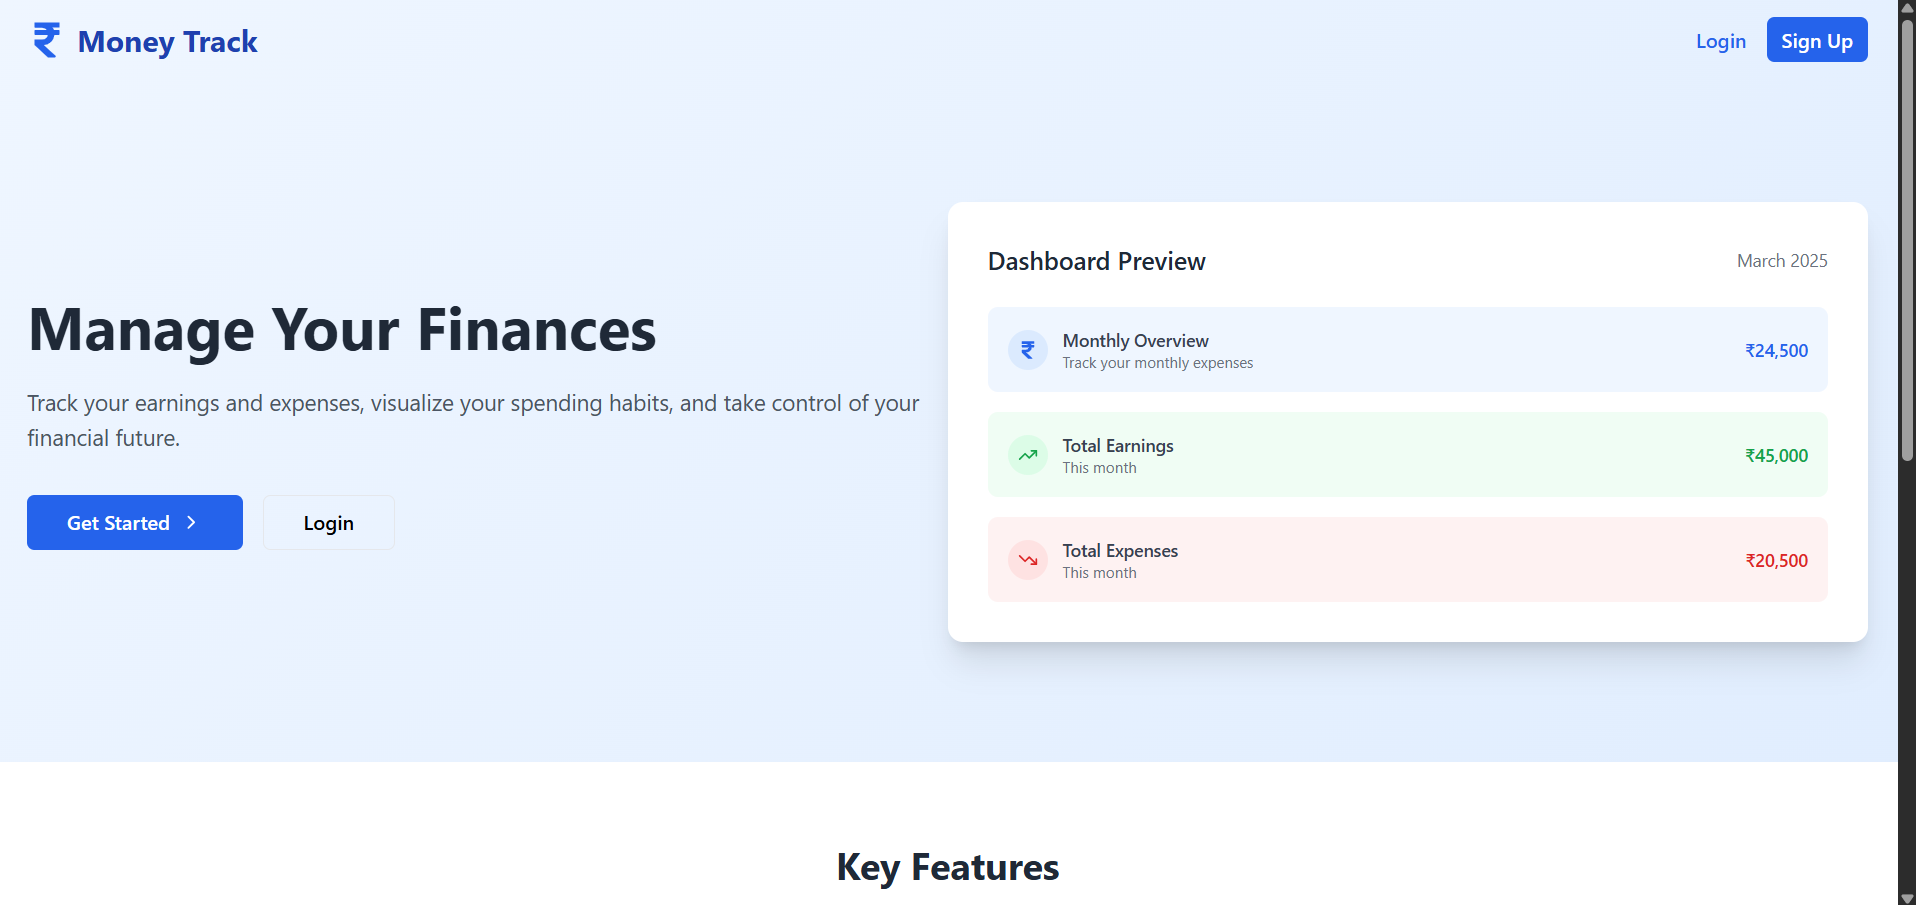 ₹ Money Track
Login
Sign Up
Manage Your Finances
Track your earnings and expenses, visualize your spending habits, and take control of your
financial future.
Get Started
Login
Dashboard Preview
March 2025
₹
Monthly Overview
Track your monthly expenses
₹24,500
Total Earnings
This month
₹45,000
Total Expenses
This month
₹20,500
Key Features